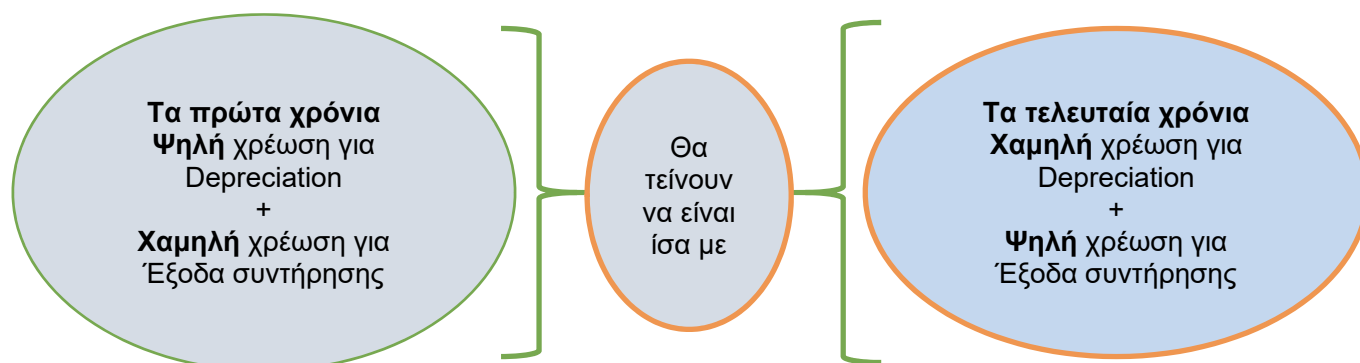 Τα πρώτα χρόνια
Ψηλή χρέωση για
Depreciation
+
Χαμηλή χρέωση για
Έξοδα συντήρησης
Θα
τείνουν
να είναι
ίσα με
Τα τελευταία χρόνια
Χαμηλή χρέωση για
Depreciation
+
Ψηλή χρέωση για
Έξοδα συντήρησης